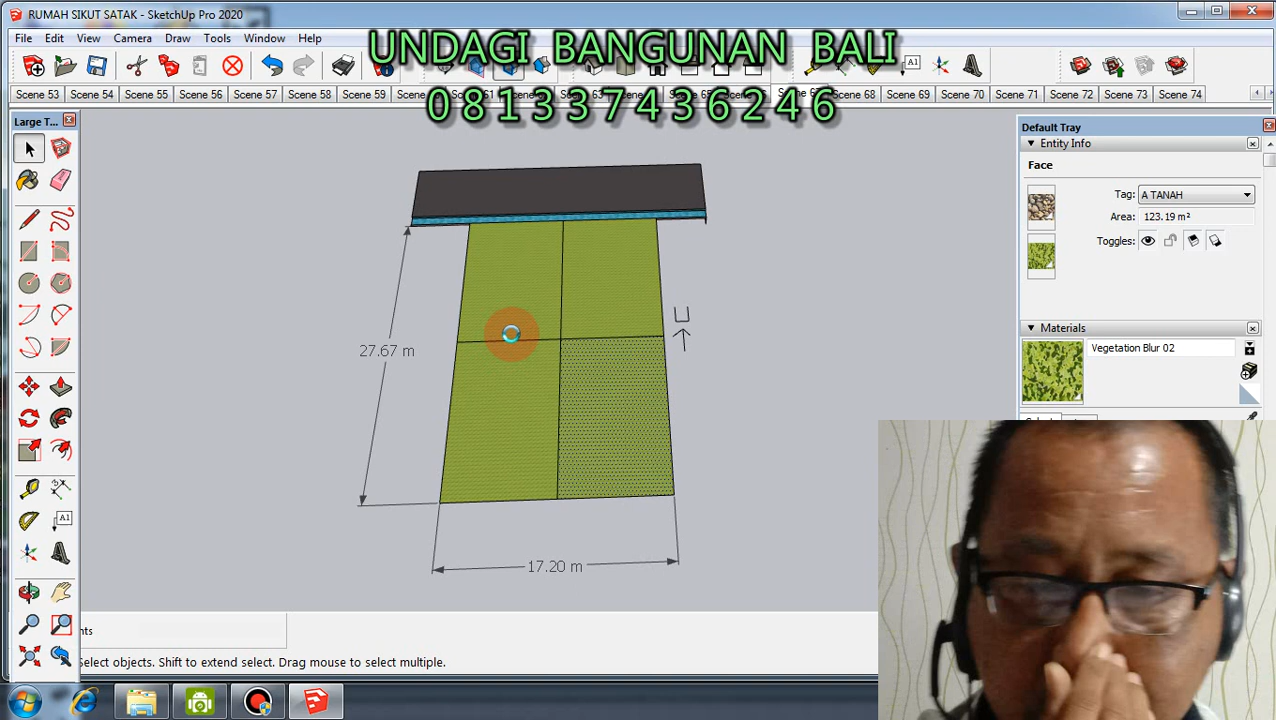 RUMAH SIKUT SATAK - SketchUp Pro 2020
File Edit View Camera Draw Tools Window Help
UNDAGI BANGUNAN BALI
Scene 53 Scene 54 Scene 55 Scene 56 Scene 57 Scene 58 Scene 59 Scene 68 Scene 69 Scene 70 Scene 71 Scene 72 Scene 73 Scene 74
081337436246
Large T...
Default Tray
Entity Info
Face
Tag: A TANAH
Area: 123.19 m²
Toggles:
Materials
Vegetation Blur 02
A1
A1
27.67 m
U
17.20 m
nts
Select objects. Shift to extend select. Drag mouse to select multiple.